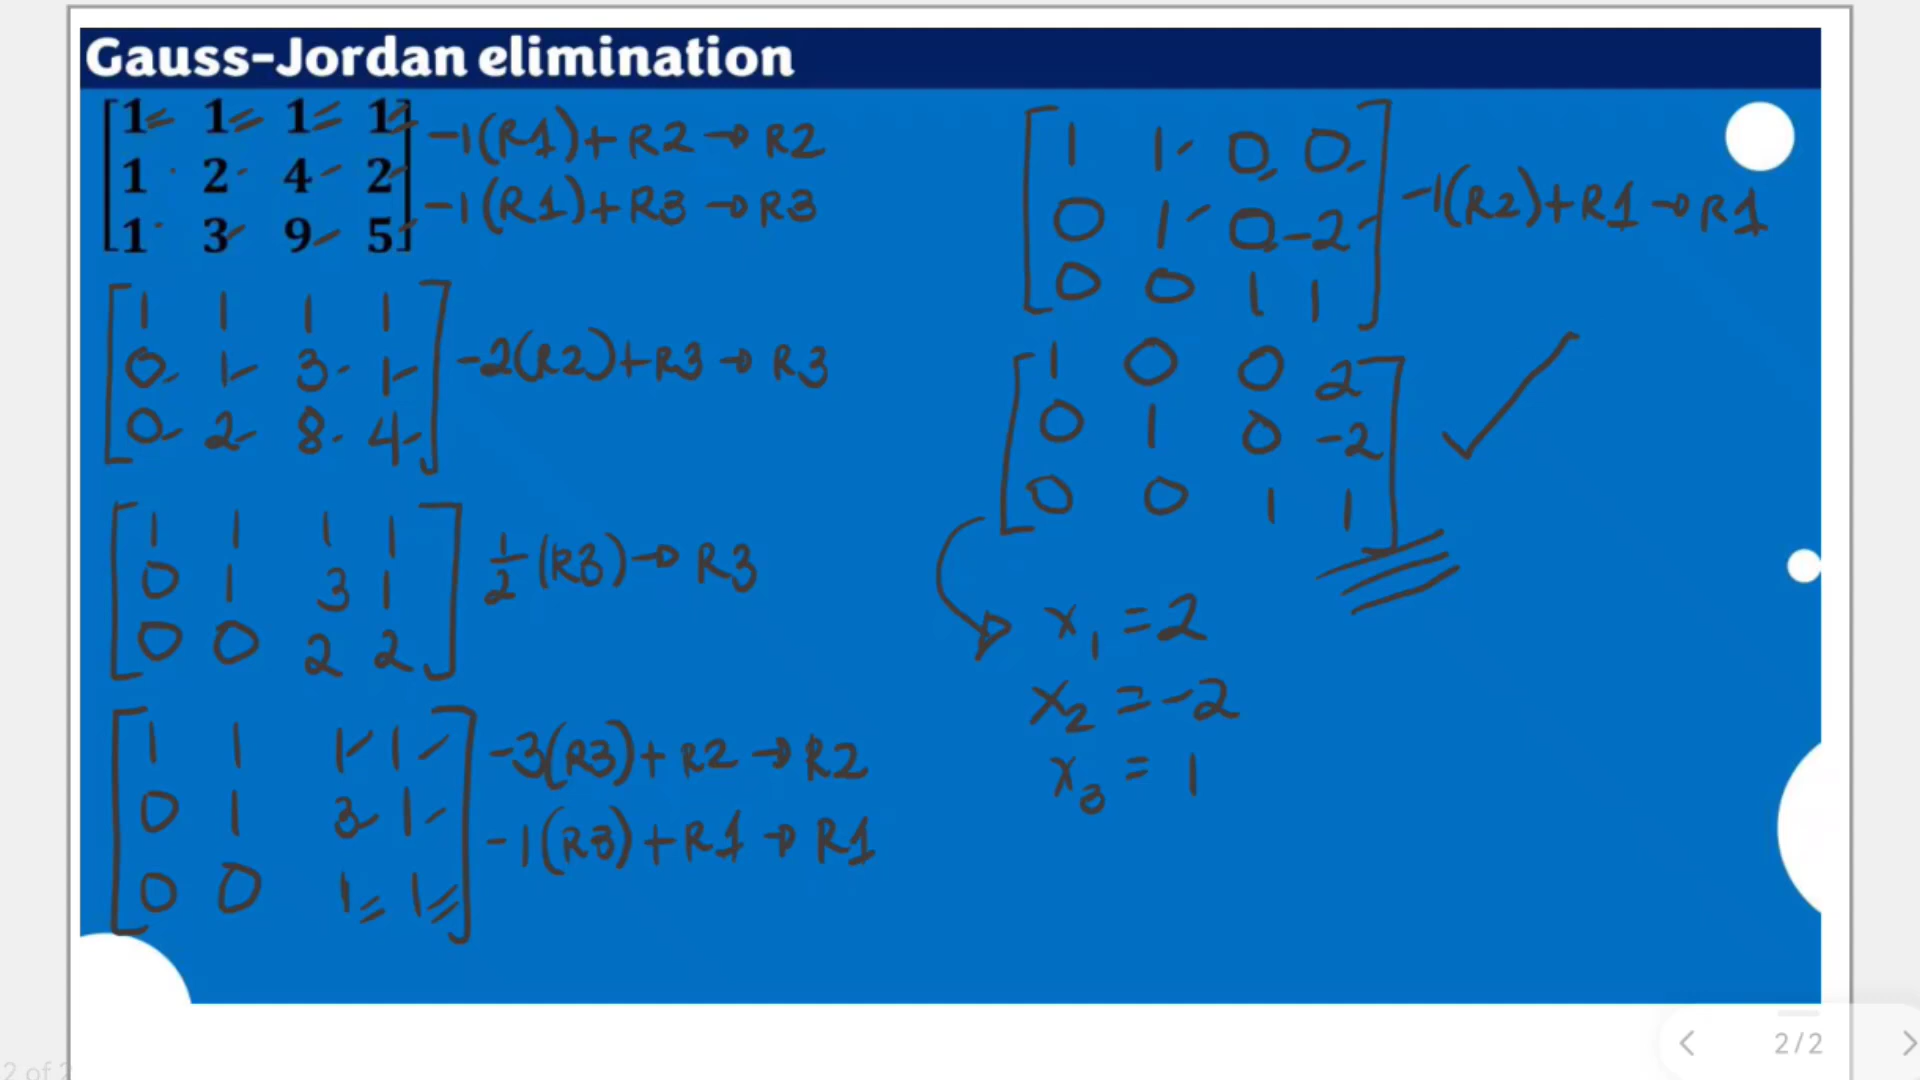 Gauss-Jordan elimination
1 1 1 1
1 2 4 2
1 3 9 5
-1(R1)+R2→R2
-1(R1)+R3→R3
1 1 1 1
0 1 3 1
0 2 8 4
-2(R2)+R3→R3
1 1 1 1
0 1 3 1
0 0 2 2
1/2(R3)→R3
1 1 1 1
0 1 3 1
0 0 1 1
-3(R3)+R2→R2
-1(R3)+R1→R1
1 1 0 0
0 1 0 -2
0 0 1 1
-1(R2)+R1→R1
1 0 0 2
0 1 0 -2
0 0 1 1
x₁ = 2
x₂ = -2
x₃ = 1
2/2
2 of 2